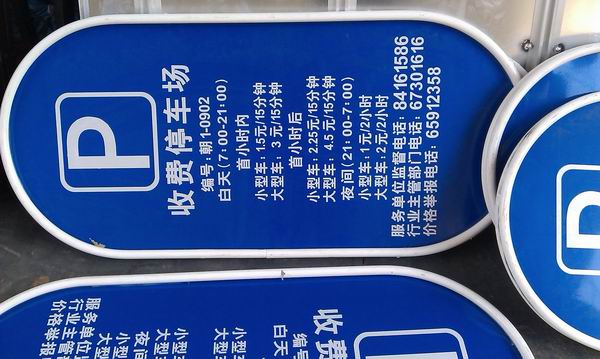 P
收费停车场
编号：朝1-0902
白天(7:00-21:00)
首小时内
小型车：1.5元/15分钟
大型车： 3 元/15分钟
首小时后
小型车：2.25元/15分钟
大型车： 4.5 元/15分钟
夜间(21:00-7:00)
小型车：1元/2小时
大型车：2元/2小时
服务单位监督电话：84161586
行业主管部门电话：67301616
价格举报电话：65912358
P
收费
编号
白天
小型
大型
小型
大型
夜间
小型
大型
服务单位
行业主管
价格举报
P